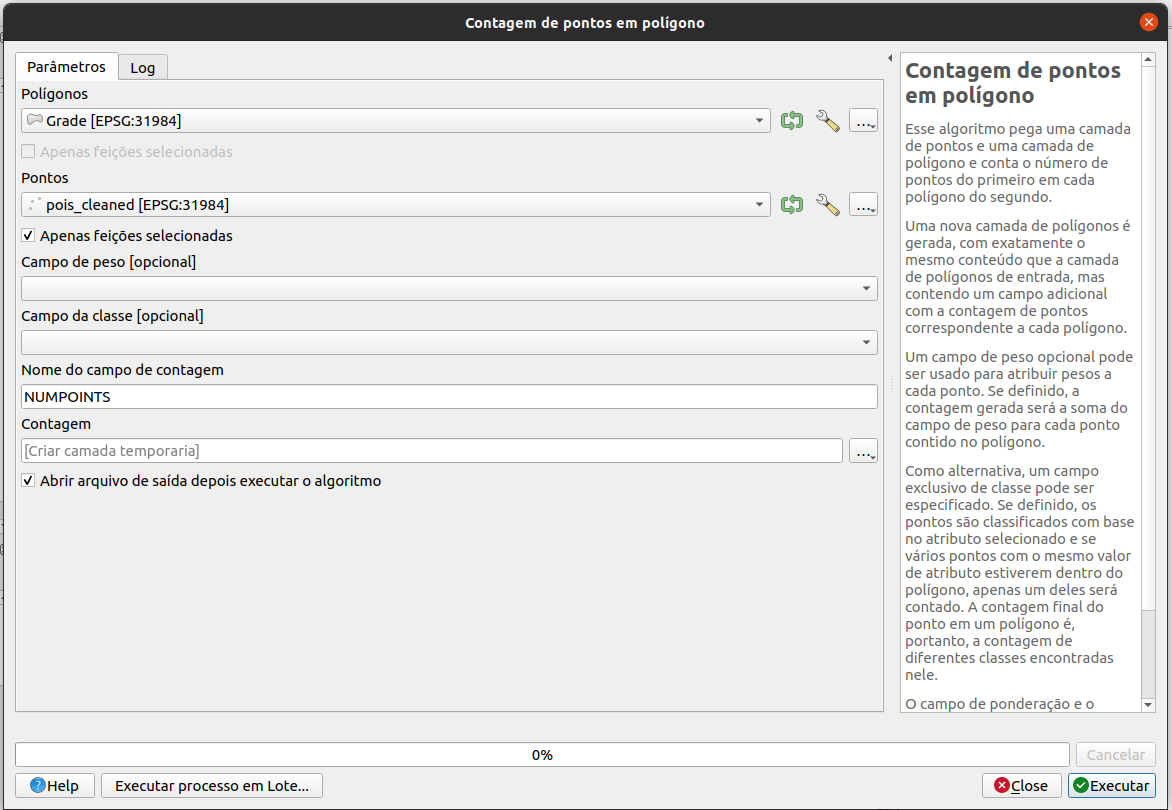 Contagem de pontos em polígono
Parâmetros
Log
Polígonos
Grade [EPSG:31984]
...
Apenas feições selecionadas
Pontos
pois_cleaned [EPSG:31984]
...
Apenas feições selecionadas
Campo de peso [opcional]
Campo da classe [opcional]
Nome do campo de contagem
NUMPOINTS
Contagem
[Criar camada temporaria]
...
Abrir arquivo de saída depois executar o algoritmo
Contagem de pontos
em polígono
Esse algoritmo pega uma camada
de pontos e uma camada de
polígono e conta o número de
pontos do primeiro em cada
polígono do segundo.
Uma nova camada de polígonos é
gerada, com exatamente o
mesmo conteúdo que a camada
de polígonos de entrada, mas
contendo um campo adicional
com a contagem de pontos
correspondente a cada polígono.
Um campo de peso opcional pode
ser usado para atribuir pesos a
cada ponto. Se definido, a
contagem gerada será a soma do
campo de peso para cada ponto
contido no polígono.
Como alternativa, um campo
exclusivo de classe pode ser
especificado. Se definido, os
pontos são classificados com base
no atributo selecionado e se
vários pontos com o mesmo valor
de atributo estiverem dentro do
polígono, apenas um deles será
contado. A contagem final do
ponto em um polígono é,
portanto, a contagem de
diferentes classes encontradas
nele.
O campo de ponderação e o
0%
Cancelar
Help
Executar processo em Lote...
Close
Executar